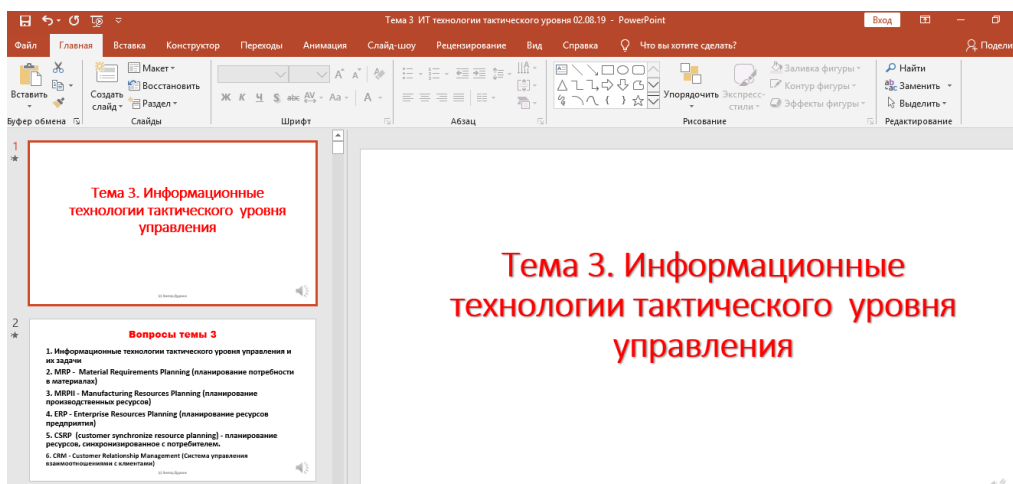 Тема 3 ИТ технологии тактического уровня 02.08.19 - PowerPoint
Вход
Файл Главная Вставка Конструктор Переходы Анимация Слайд-шоу Рецензирование Вид Справка Что вы хотите сделать?
Вставить
Создать слайд
Макет
Восстановить
Раздел
Ж К Ч S abc AV Aa A
Упорядочить
Экспресс-стили
Заливка фигуры
Контур фигуры
Эффекты фигуры
Найти
Заменить
Выделить
Буфер обмена Слайды Шрифт Абзац Рисование Редактирование
1
Тема 3. Информационные
технологии тактического уровня
управления
2
Вопросы темы 3
1. Информационные технологии тактического уровня управления и
их задачи
2. MRP - Material Requirements Planning (планирование потребности
в материалах)
3. MRPII - Manufacturing Resources Planning (планирование
производственных ресурсов)
4. ERP - Enterprise Resources Planning (планирование ресурсов
предприятия)
5. CSRP (customer synchronize resource planning) - планирование
ресурсов, синхронизированное с потребителем.
6. CRM - Customer Relationship Management (Система управления
взаимоотношениями с клиентами)
Тема 3. Информационные
технологии тактического уровня
управления